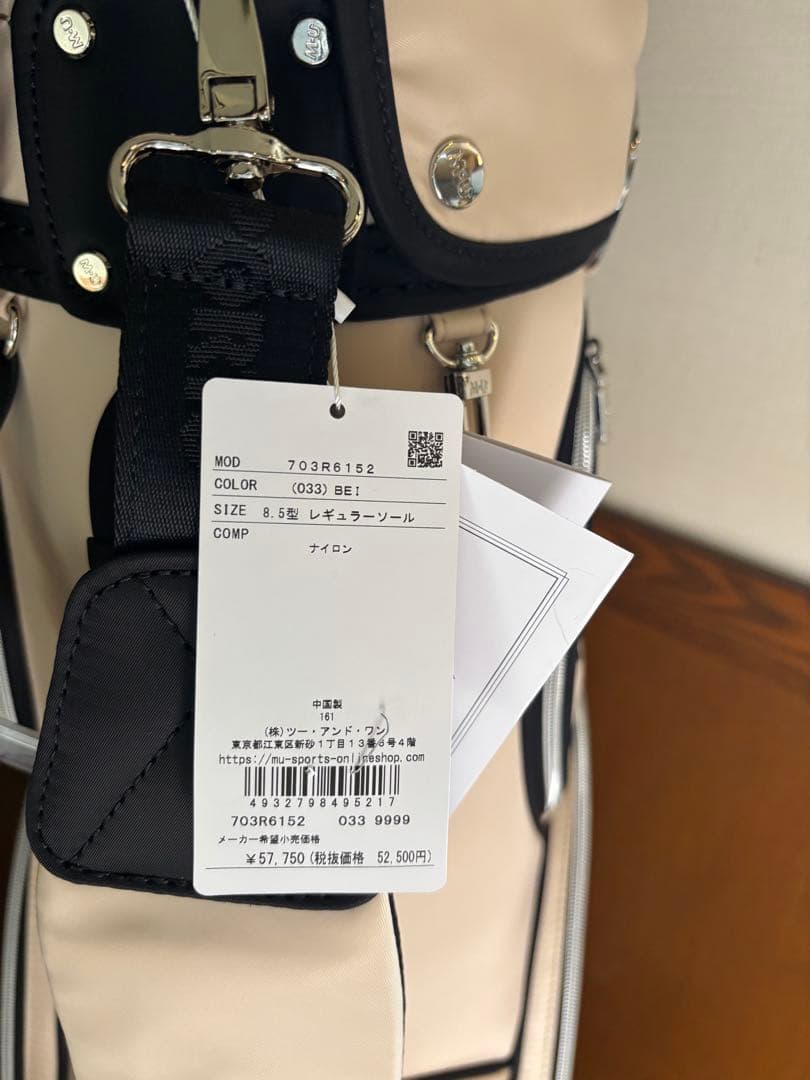 M・U
M・U
M・U
M・U
MOD 703R6152
COLOR (033) BEI
SIZE 8.5型 レギュラーソール
COMP
ナイロン
中国製
161
(株)ツー・アンド・ワン
東京都江東区新砂1丁目13番5号4階
https://mu-sports-onlineshop.com
4932798495217
703R6152 033 9999
メーカー希望小売価格
¥57,750 (税抜価格 52,500円)